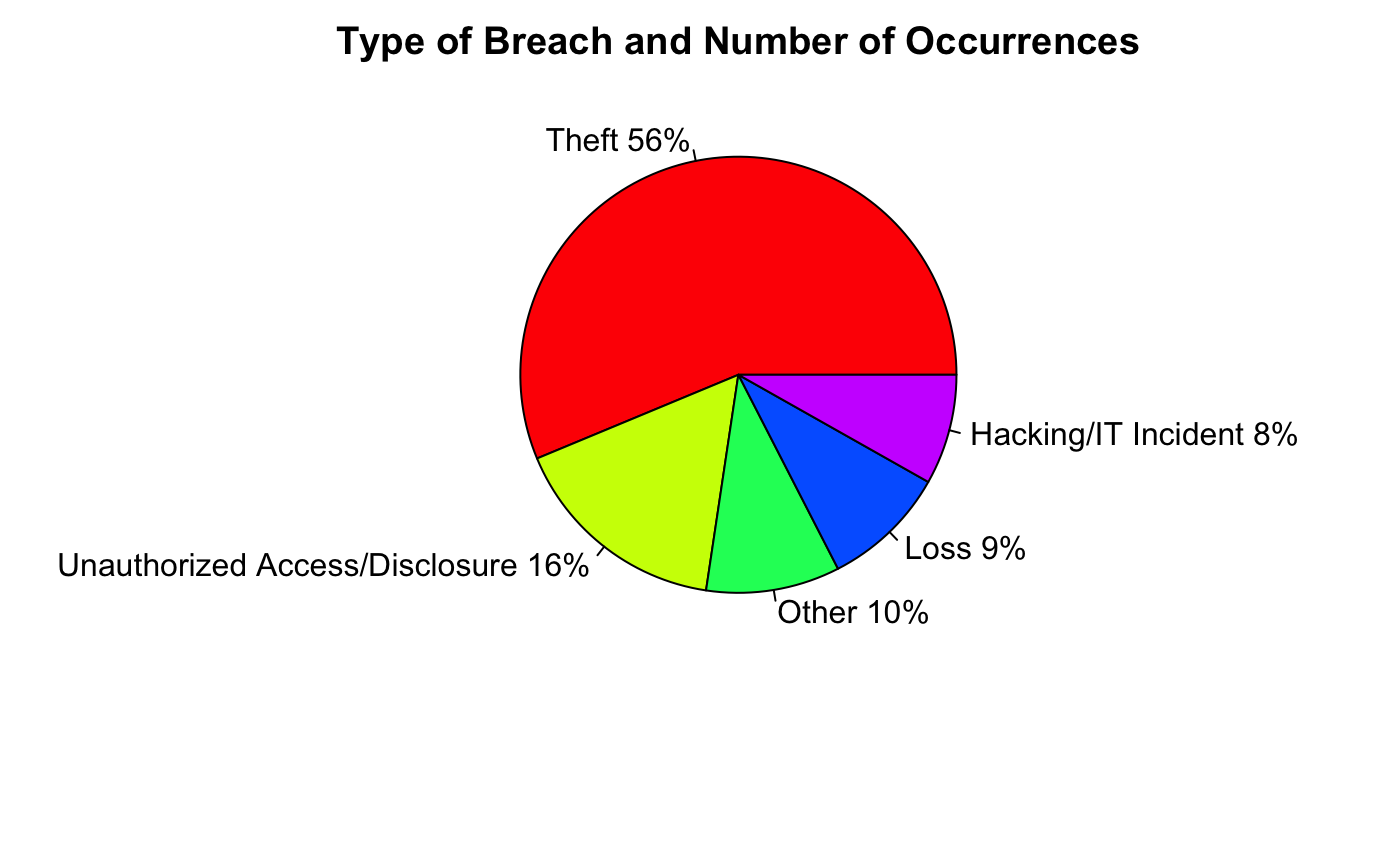 Type of Breach and Number of Occurrences
Theft 56%
Hacking/IT Incident 8%
Loss 9%
Unauthorized Access/Disclosure 16%
Other 10%